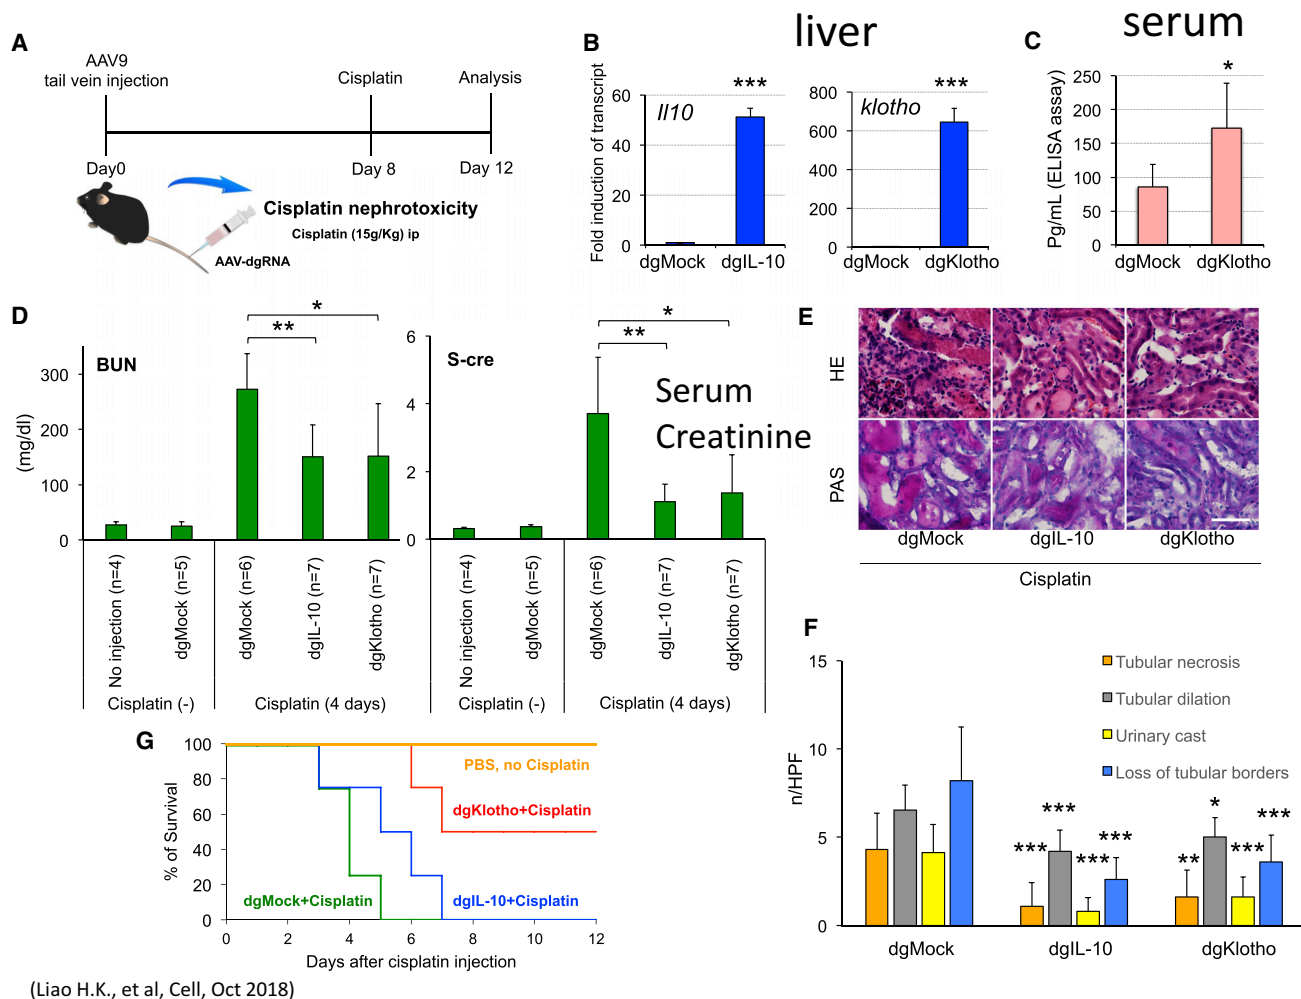 liver
serum
A
AAV9
tail vein injection
Cisplatin
Analysis
Day0
Day 8
Day 12
Cisplatin nephrotoxicity
Cisplatin (15g/Kg) ip
AAV-dgRNA
B
Fold induction of transcript
60
40
20
0
Il10
***
dgMock
dgIL-10
800
600
400
200
0
klotho
***
dgMock
dgKlotho
C
Pg/mL (ELISA assay)
250
200
150
100
50
0
*
dgMock
dgKlotho
D
BUN
(mg/dl)
300
200
100
0
*
**
No injection (n=4)
dgMock (n=5)
dgMock (n=6)
dgIL-10 (n=7)
dgKlotho (n=7)
Cisplatin (-)
Cisplatin (4 days)
S-cre
6
4
2
0
*
**
Serum
Creatinine
No injection (n=4)
dgMock (n=5)
dgMock (n=6)
dgIL-10 (n=7)
dgKlotho (n=7)
Cisplatin (-)
Cisplatin (4 days)
E
HE
PAS
dgMock
dgIL-10
dgKlotho
Cisplatin
F
n/HPF
15
10
5
0
Tubular necrosis
Tubular dilation
Urinary cast
Loss of tubular borders
*** *** *** ***
** * *** ***
dgMock
dgIL-10
dgKlotho
G
% of Survival
100
80
60
40
20
0
PBS, no Cisplatin
dgKlotho+Cisplatin
dgMock+Cisplatin
dgIL-10+Cisplatin
0 2 4 6 8 10 12
Days after cisplatin injection
(Liao H.K., et al, Cell, Oct 2018)